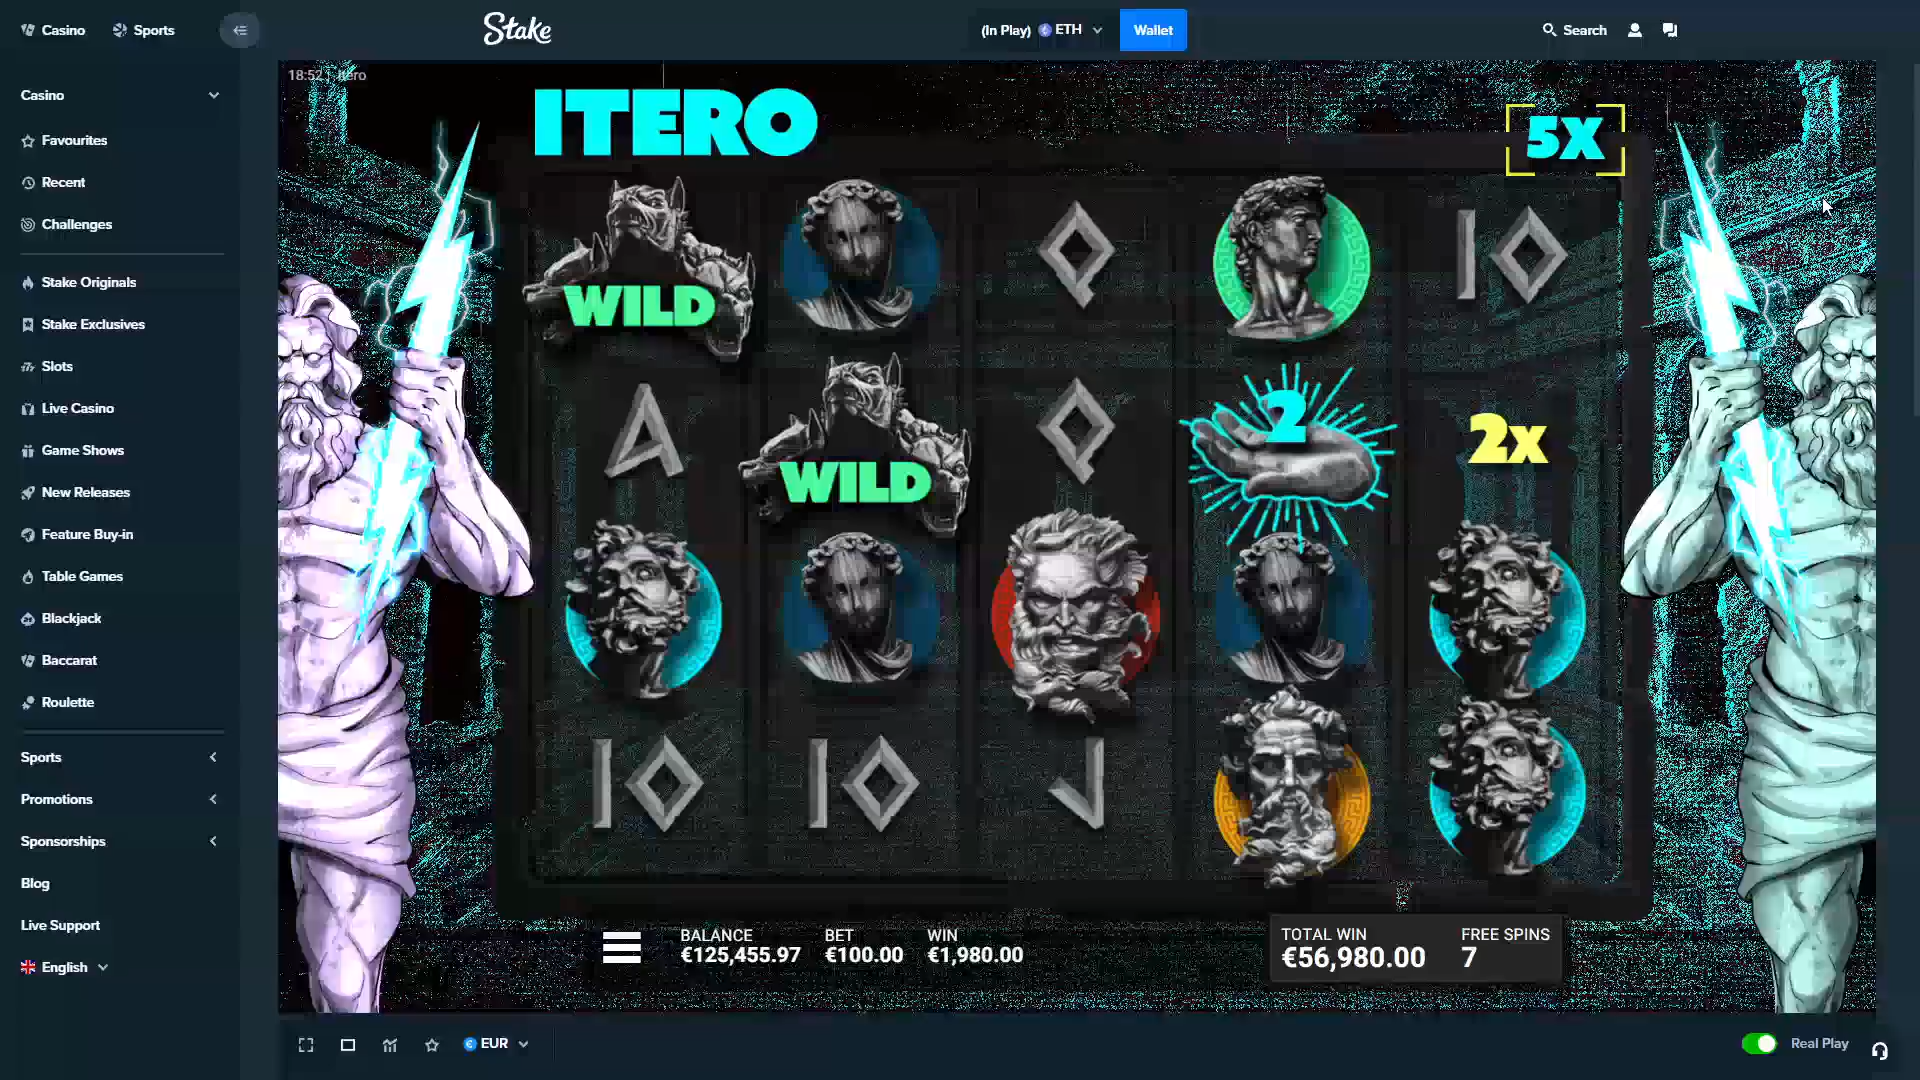 Casino
Sports
Stake
(In Play) ETH
Wallet
Search
Casino
Favourites
Recent
Challenges
Stake Originals
Stake Exclusives
Slots
Live Casino
Game Shows
New Releases
Feature Buy-in
Table Games
Blackjack
Baccarat
Roulette
Sports
Promotions
Sponsorships
Blog
Live Support
English
18:52 | Itero
ITERO
5X
WILD
Q
10
A
WILD
Q
2
2x
10
10
J
BALANCE
€125,455.97
BET
€100.00
WIN
€1,980.00
TOTAL WIN
€56,980.00
FREE SPINS
7
EUR
Real Play